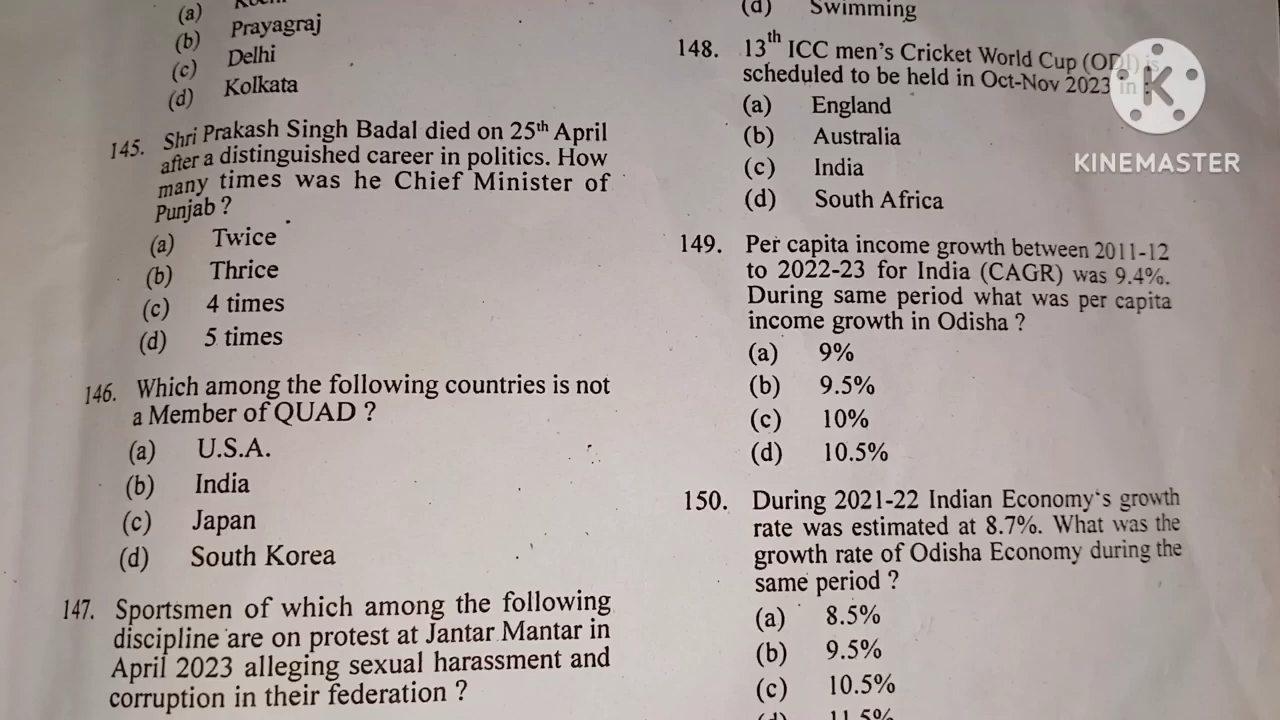 (a)
(b) Prayagraj
(c) Delhi
(d) Kolkata
145. Shri Prakash Singh Badal died on 25th April
after a distinguished career in politics. How
many times was he Chief Minister of
Punjab ?
(a) Twice
(b) Thrice
(c) 4 times
(d) 5 times
146. Which among the following countries is not
a Member of QUAD ?
(a) U.S.A.
(b) India
(c) Japan
(d) South Korea
147. Sportsmen of which among the following
discipline are on protest at Jantar Mantar in
April 2023 alleging sexual harassment and
corruption in their federation ?
(d) Swimming
148. 13th ICC men's Cricket World Cup (ODI) is
scheduled to be held in Oct-Nov 2023 in :
(a) England
(b) Australia
(c) India
(d) South Africa
149. Per capita income growth between 2011-12
to 2022-23 for India (CAGR) was 9.4%.
During same period what was per capita
income growth in Odisha ?
(a) 9%
(b) 9.5%
(c) 10%
(d) 10.5%
150. During 2021-22 Indian Economy's growth
rate was estimated at 8.7%. What was the
growth rate of Odisha Economy during the
same period ?
(a) 8.5%
(b) 9.5%
(c) 10.5%
(d) 11.5%
K
KINEMASTER